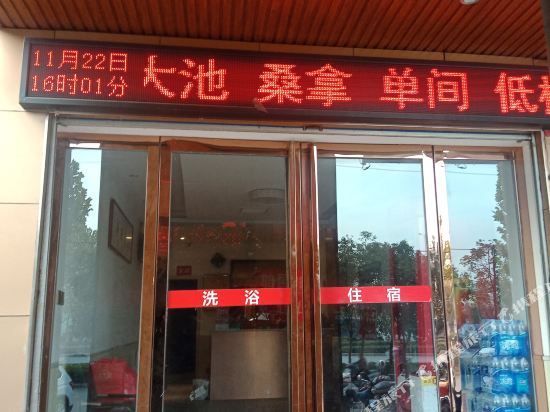 11月22日
16时01分
大池 桑拿 单间 低
洗浴
住宿